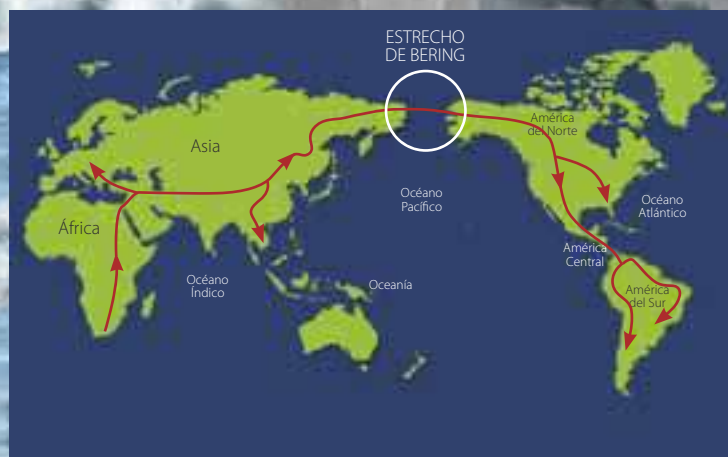 ESTRECHO
DE BERING
América
del Norte
Asia
Océano
Pacífico
Océano
Atlántico
África
América
Central
Océano
Índico
Oceanía
América
del Sur